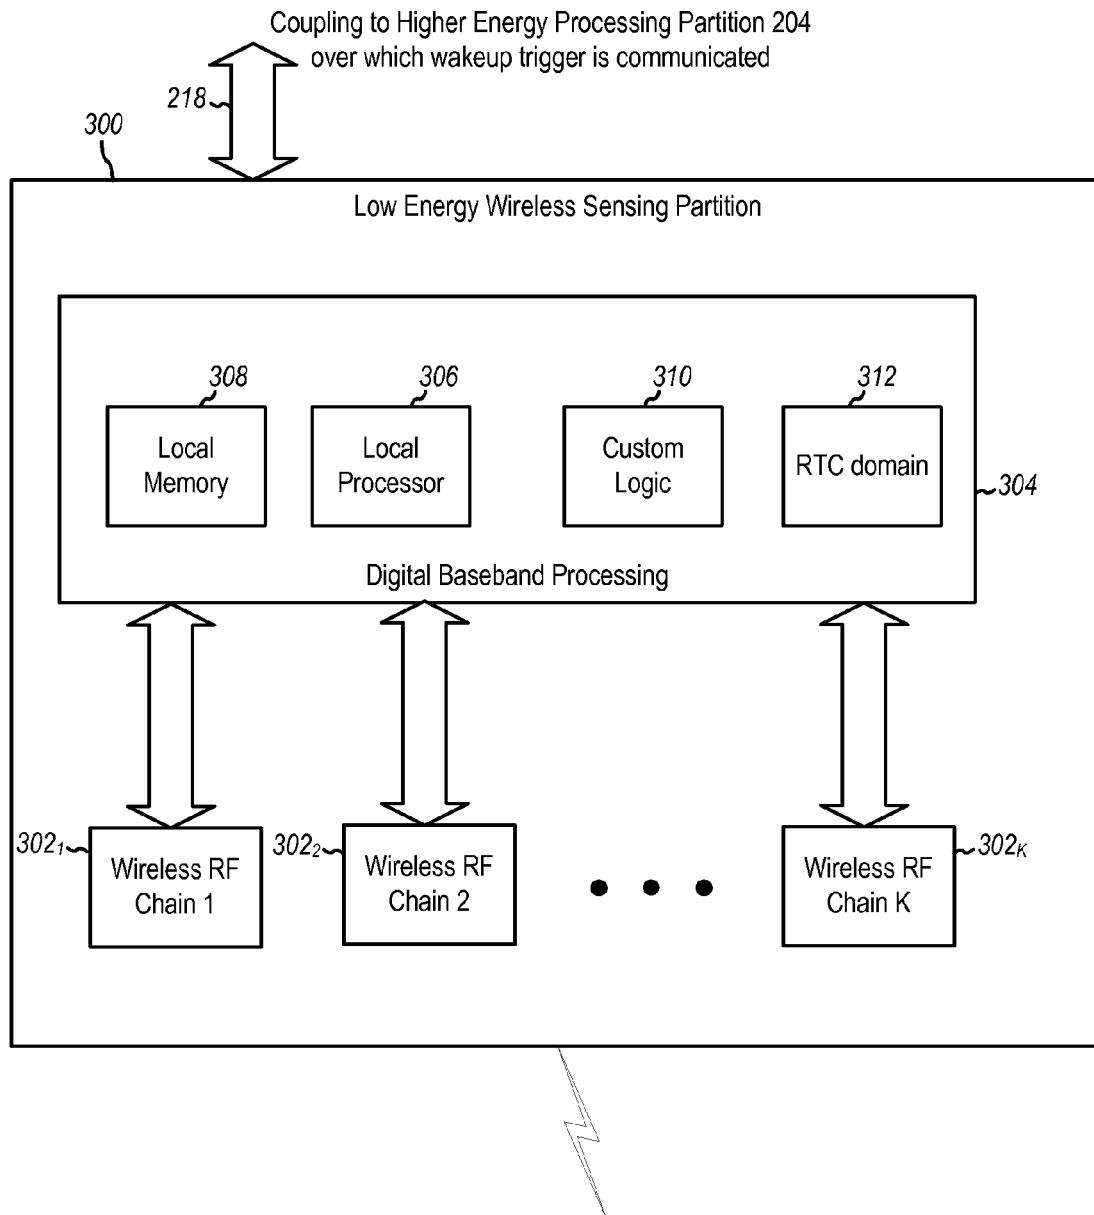 Coupling to Higher Energy Processing Partition 204
over which wakeup trigger is communicated
218
300
Low Energy Wireless Sensing Partition
308
306
310
312
Local
Memory
Local
Processor
Custom
Logic
RTC domain
304
Digital Baseband Processing
302₁
302₂
302ₖ
Wireless RF
Chain 1
Wireless RF
Chain 2
Wireless RF
Chain K